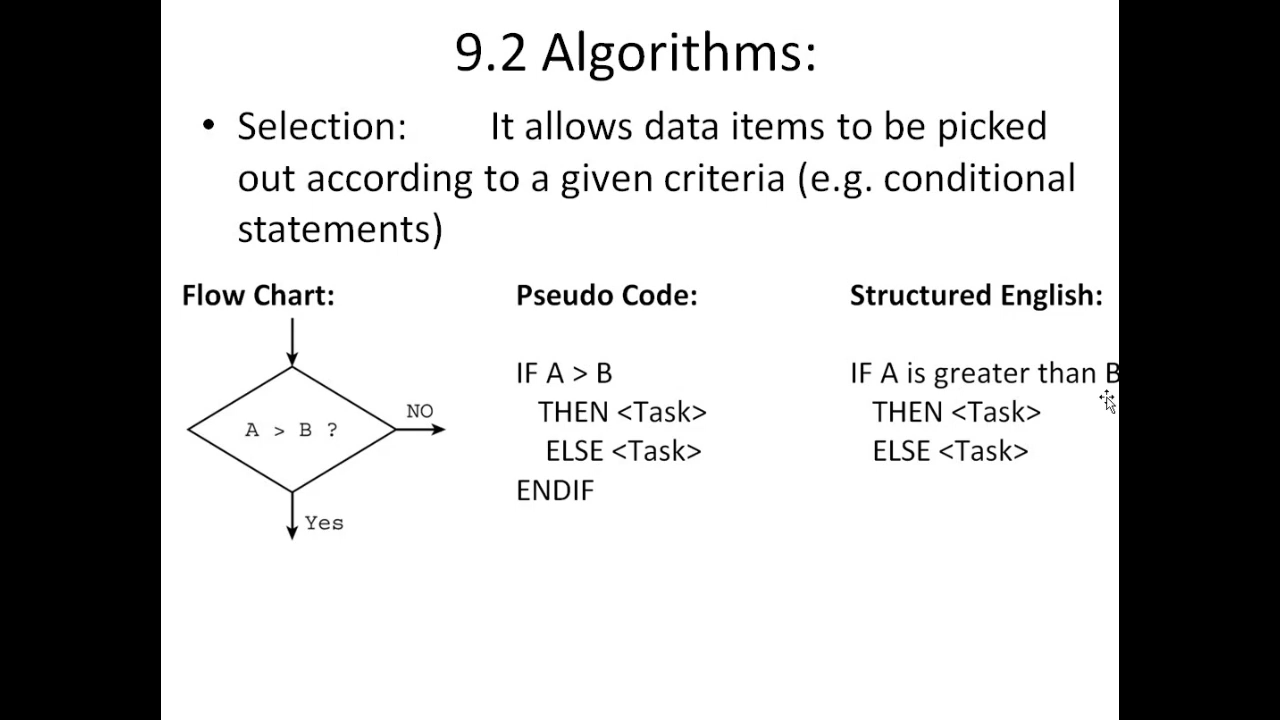 9.2 Algorithms:
• Selection: It allows data items to be picked
out according to a given criteria (e.g. conditional
statements)
Flow Chart:
A > B ?
NO
Yes
Pseudo Code:
IF A > B
THEN <Task>
ELSE <Task>
ENDIF
Structured English:
IF A is greater than B
THEN <Task>
ELSE <Task>